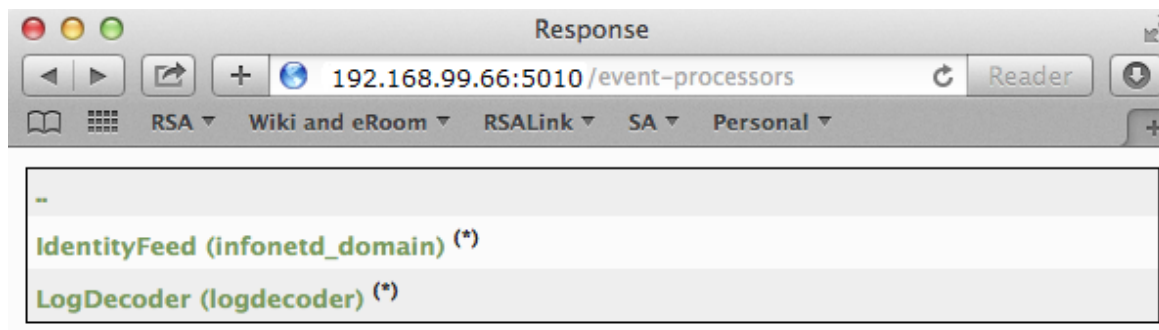 Response
192.168.99.66:5010/event-processors Reader
RSA Wiki and eRoom RSALink SA Personal
..
IdentityFeed (infonetd_domain) (*)
LogDecoder (logdecoder) (*)